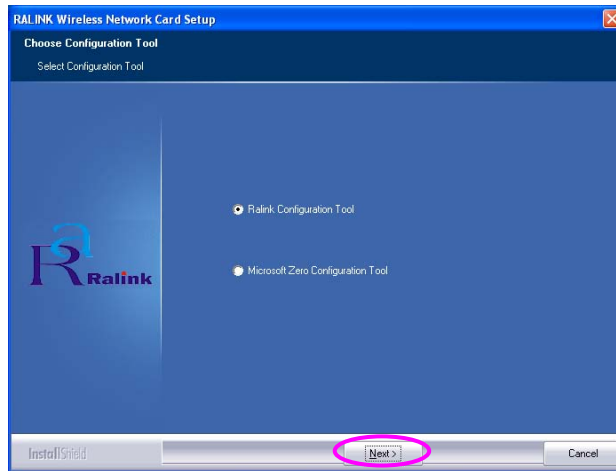 RALINK Wireless Network Card Setup
Choose Configuration Tool
Select Configuration Tool
Ralink Configuration Tool
Microsoft Zero Configuration Tool
Ra
Ralink
InstallShield
Next >
Cancel